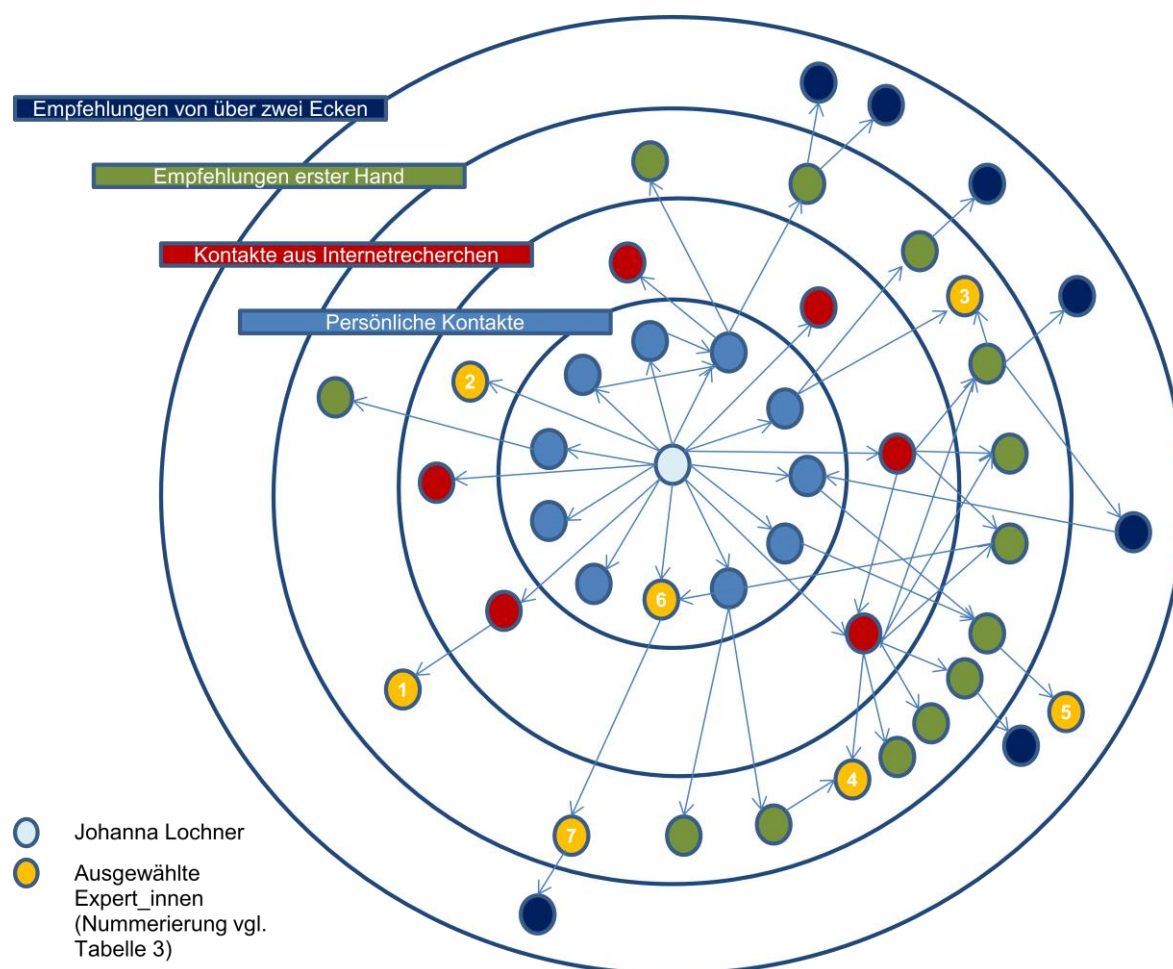 Empfehlungen von über zwei Ecken
Empfehlungen erster Hand
Kontakte aus Internetrecherchen
Persönliche Kontakte
3
2
6
1
5
4
7
Johanna Lochner
Ausgewählte
Expert_innen
(Nummerierung vgl.
Tabelle 3)